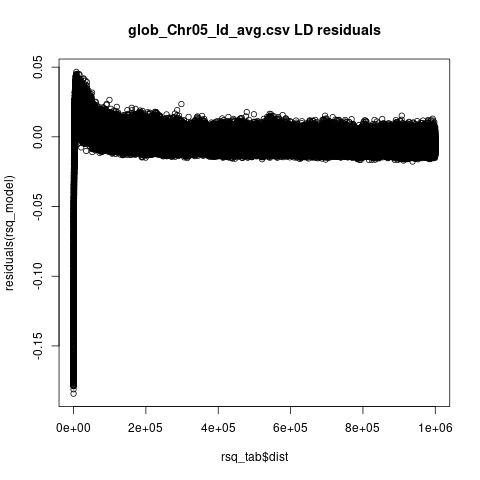 glob_Chr05_ld_avg.csv LD residuals
residuals(rsq_model)
0.05
0.00
-0.05
-0.10
-0.15
0e+00 2e+05 4e+05 6e+05 8e+05 1e+06
rsq_tab$dist